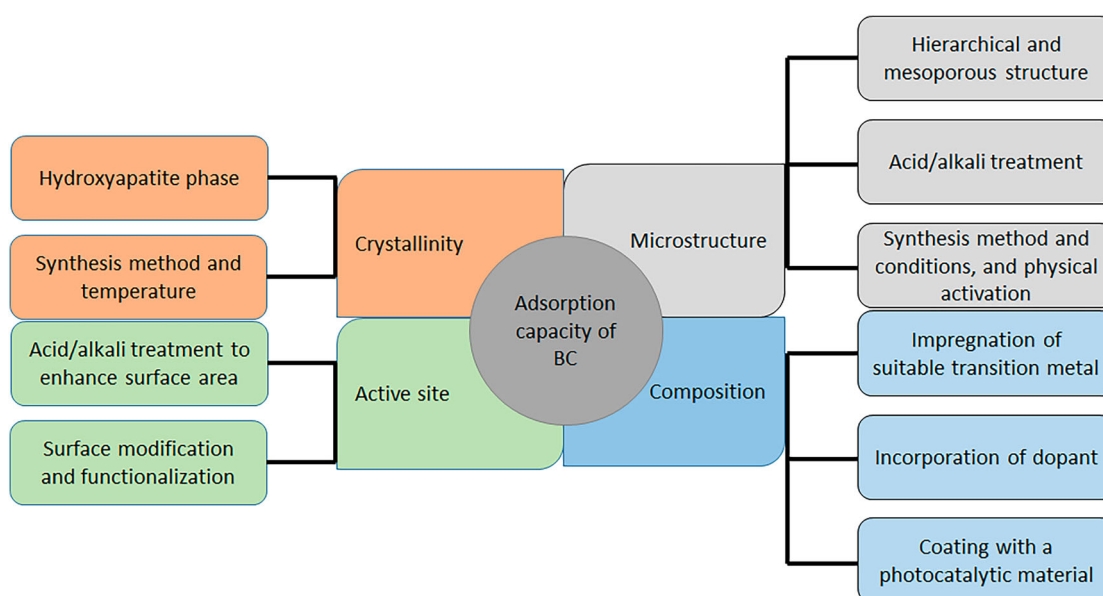 Hydroxyapatite phase
Synthesis method and
temperature
Acid/alkali treatment to
enhance surface area
Surface modification
and functionalization
Crystallinity
Active site
Adsorption
capacity of
BC
Microstructure
Composition
Hierarchical and
mesoporous structure
Acid/alkali treatment
Synthesis method and
conditions, and physical
activation
Impregnation of
suitable transition metal
Incorporation of dopant
Coating with a
photocatalytic material